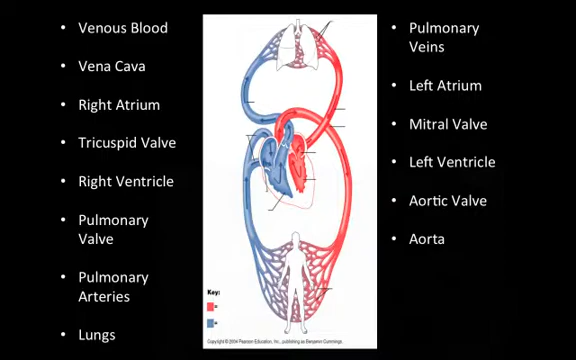 • Venous Blood
• Vena Cava
• Right Atrium
• Tricuspid Valve
• Right Ventricle
• Pulmonary
Valve
• Pulmonary
Arteries
• Lungs
Key:
=
=
Copyright © 2004 Pearson Education, Inc., publishing as Benjamin Cummings.
• Pulmonary
Veins
• Left Atrium
• Mitral Valve
• Left Ventricle
• Aortic Valve
• Aorta